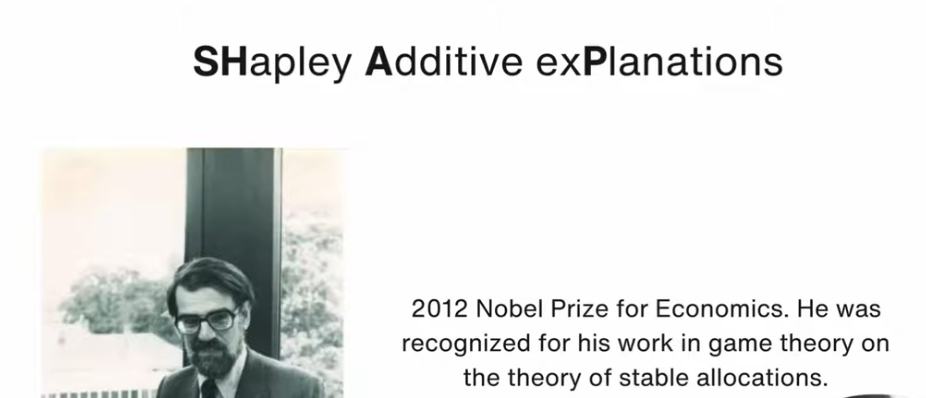 SHapley Additive exPlanations
2012 Nobel Prize for Economics. He was
recognized for his work in game theory on
the theory of stable allocations.